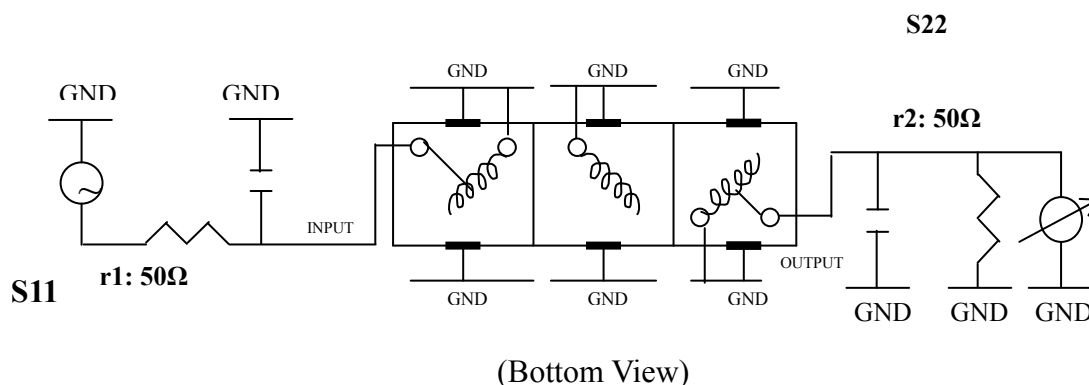 S22
GND GND GND
GND GND
r2: 50Ω
INPUT
r1: 50Ω
OUTPUT
S11
GND GND GND
GND GND GND
(Bottom View)